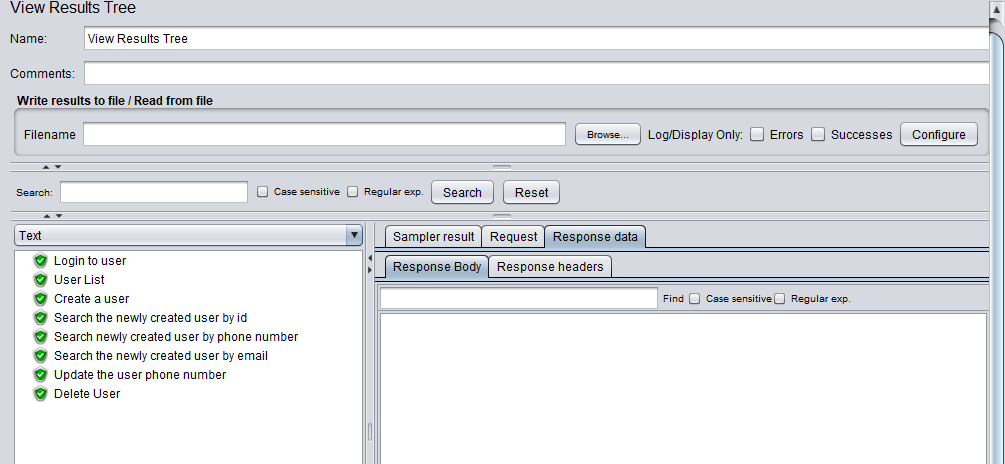 View Results Tree
Name: View Results Tree
Comments:
Write results to file / Read from file
Filename Browse... Log/Display Only: Errors Successes Configure
Search: Case sensitive Regular exp. Search Reset
Text
Login to user
User List
Create a user
Search the newly created user by id
Search newly created user by phone number
Search the newly created user by email
Update the user phone number
Delete User
Sampler result Request Response data
Response Body Response headers
Find Case sensitive Regular exp.